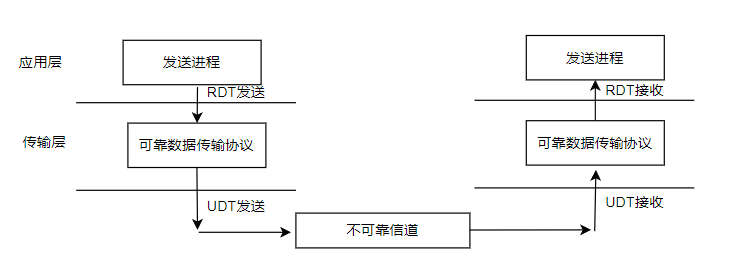 应用层
发送进程
发送进程
RDT发送
RDT接收
传输层
可靠数据传输协议
可靠数据传输协议
UDT发送
UDT接收
不可靠信道